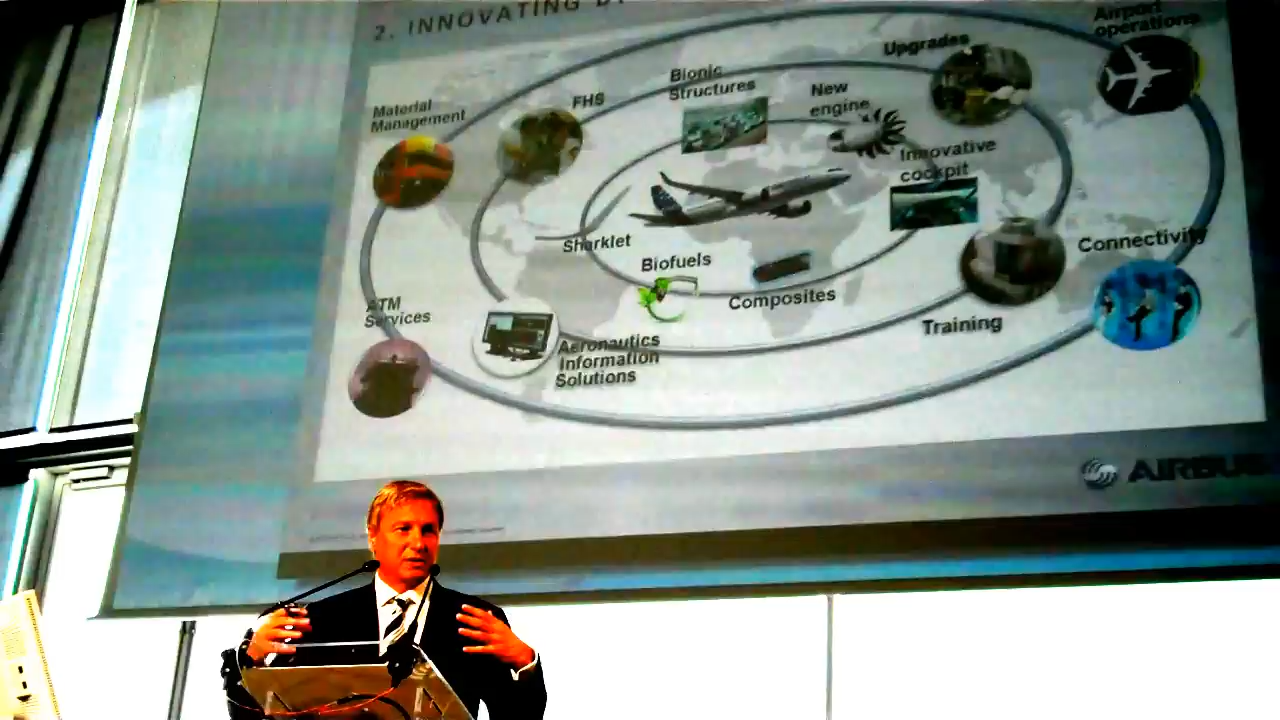 2. INNOVATING
Airport
operations
Upgrades
Bionic
Structures
New
engine
FHS
Material
Management
Innovative
cockpit
Sharklet
Connectivity
Biofuels
Composites
ATM
Services
Training
Aeronautics
Information
Solutions
AIRBUS